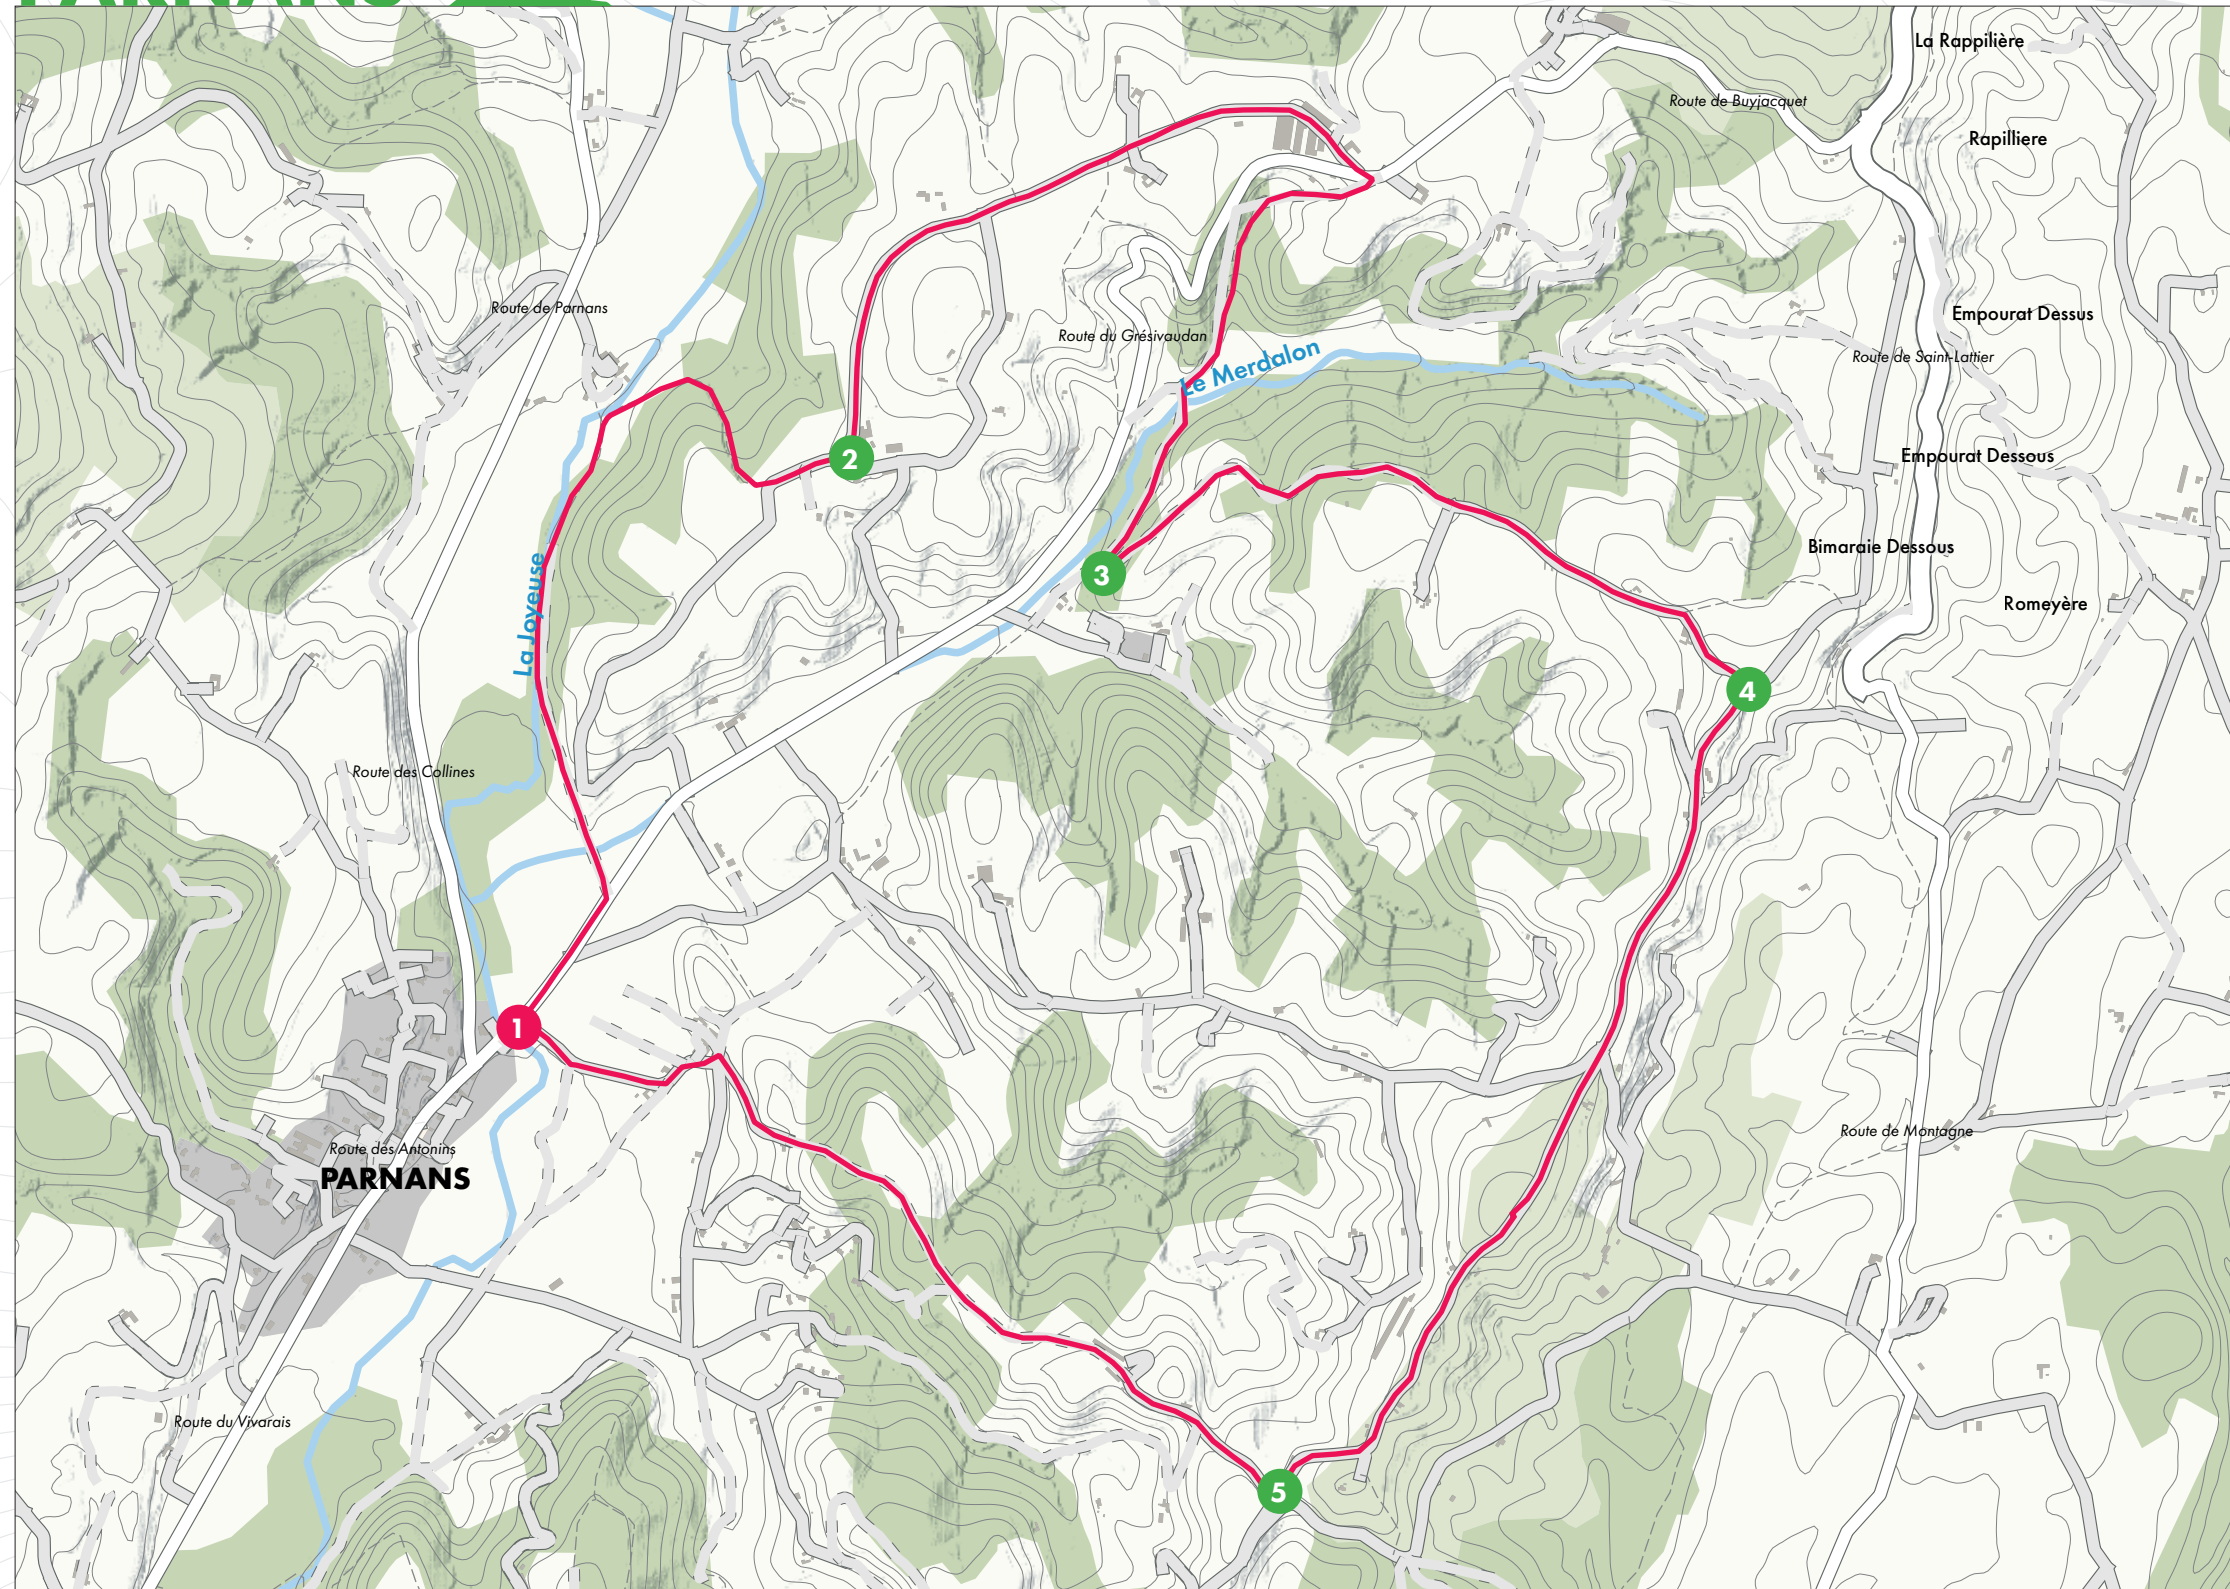 PARNANS
La Rappilière
Route de Buyjacquet
Rapilliere
Route de Parnans
Empourat Dessus
Route du Grésivaudan
Le Merdalon
Route de Saint-Lattier
2
Empourat Dessous
3
Bimaraie Dessous
La Joyeuse
Romeyère
4
Route des Collines
1
Route de Montagne
Route des Antonins
PARNANS
Route du Vivarais
5